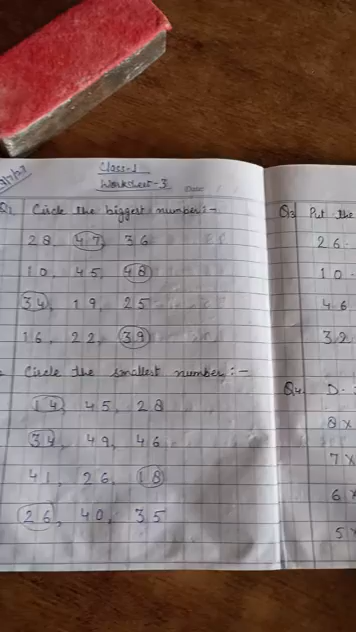 Class-1
Worksheet-3
Date
Q1 Circle the biggest number:-
28, 47, 36
10, 45, 48
34, 19, 25
16, 22, 39
Circle the smallest number:-
14, 45, 28
34, 49, 46
41, 26, 18
26, 40, 35
Q3 Put the
26
10
46
32
Q4 D
8×
7×
6×
5×